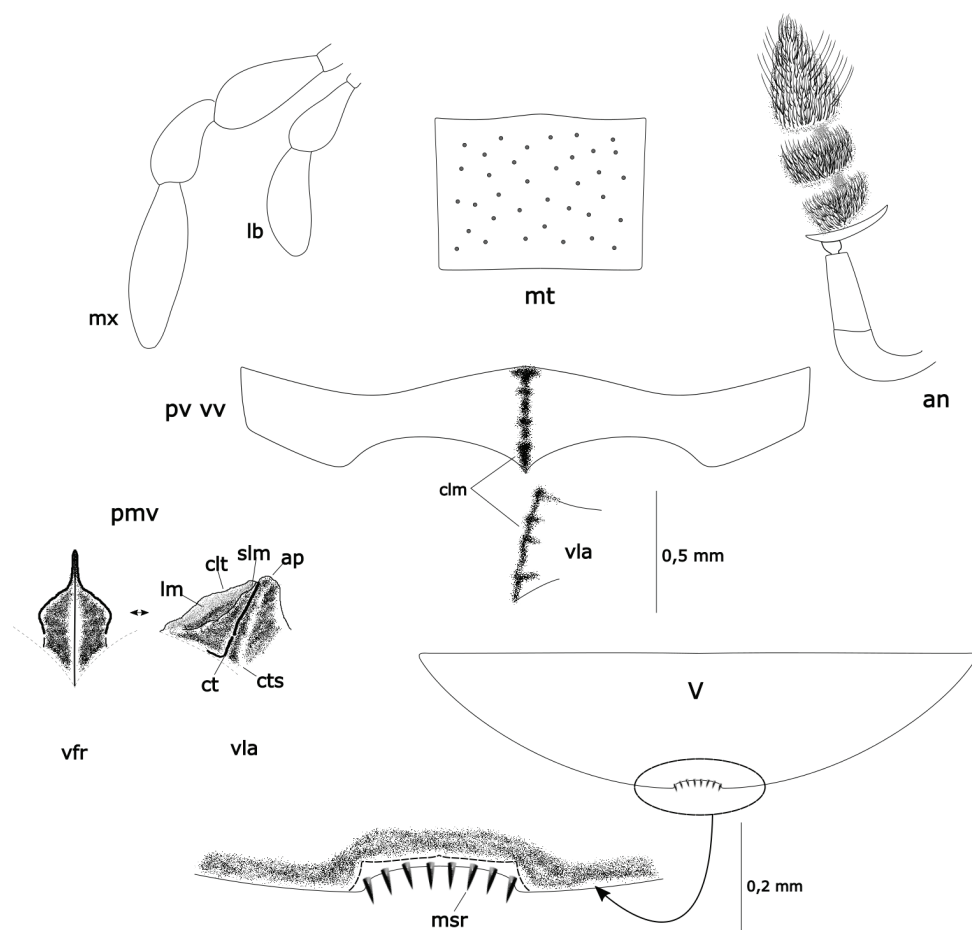 lb
mx
mt
an
pv vv
clm
vla
0,5 mm
pmv
slm
ap
clt
lm
ct
cts
vfr
vla
V
0,2 mm
msr